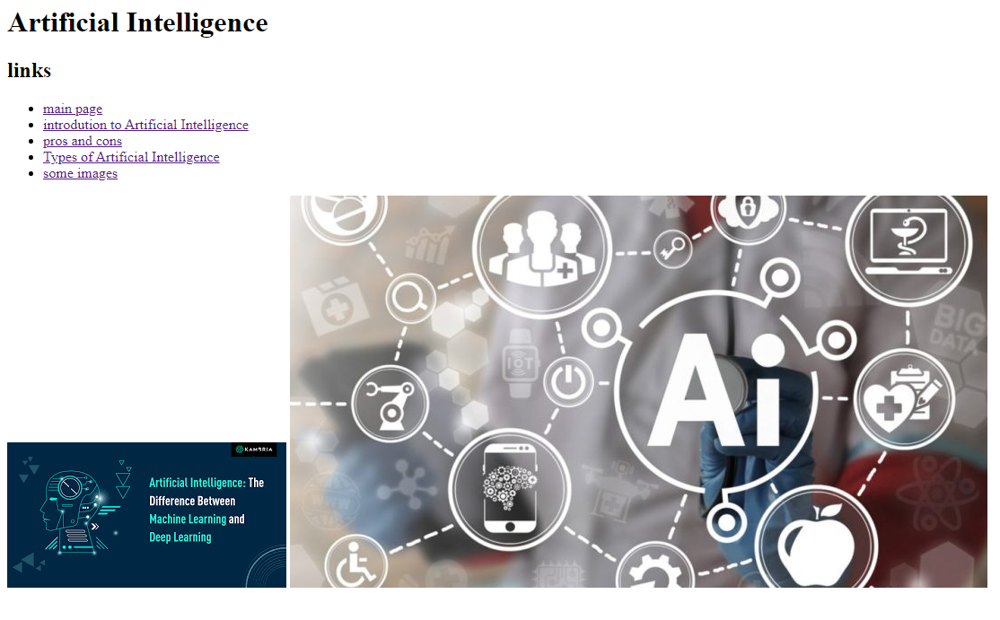 Artificial Intelligence
links
main page
introdution to Artificial Intelligence
pros and cons
Types of Artificial Intelligence
some images
KAMBRIA
Artificial Intelligence: The
Difference Between
Machine Learning and
Deep Learning
Ai
IoT
BIG
DATA